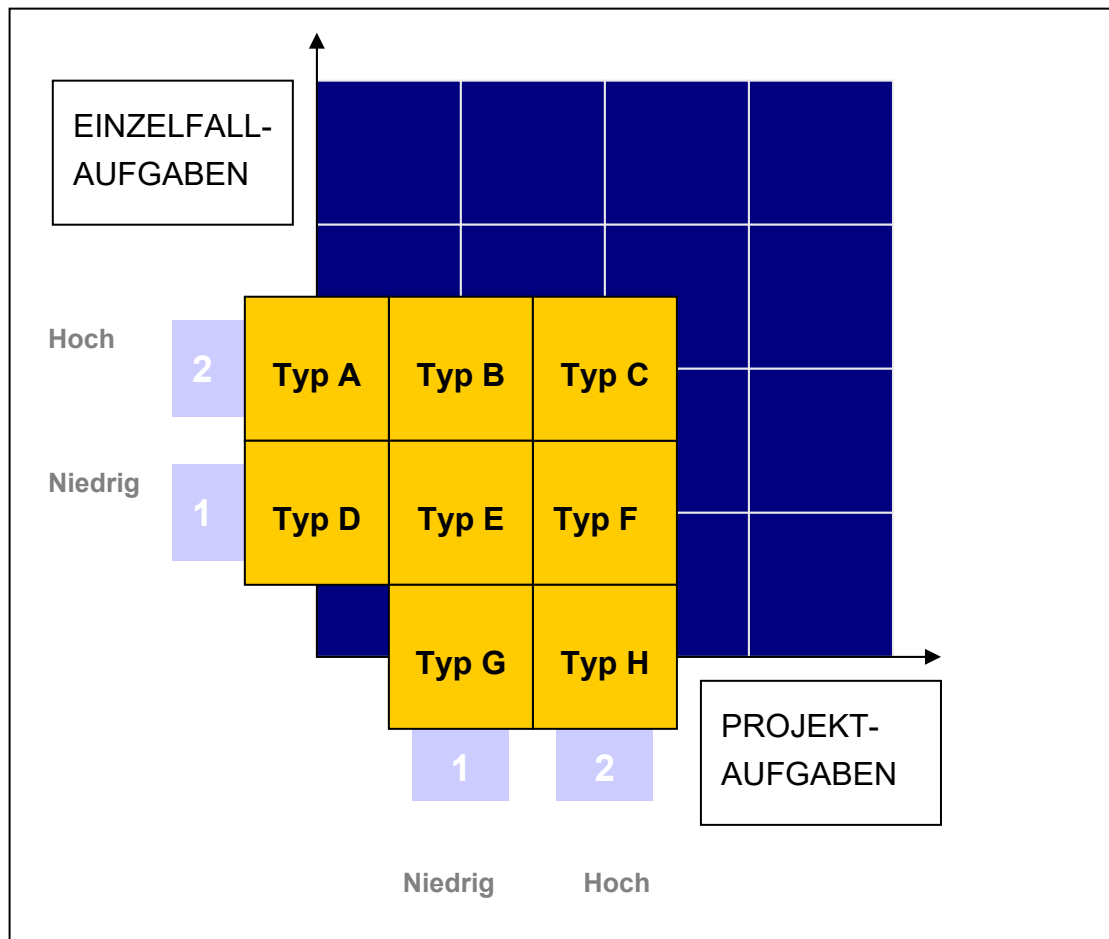 EINZELFALL-
AUFGABEN
Hoch
2
Typ A
Typ B
Typ C
Niedrig
1
Typ D
Typ E
Typ F
Typ G
Typ H
PROJEKT-
AUFGABEN
1
2
Niedrig
Hoch